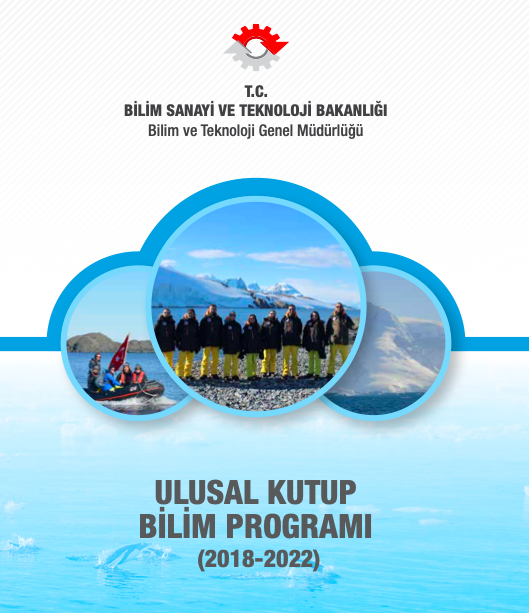 T.C.
BİLİM SANAYİ VE TEKNOLOJİ BAKANLIĞI
Bilim ve Teknoloji Genel Müdürlüğü
ULUSAL KUTUP
BİLİM PROGRAMI
(2018-2022)